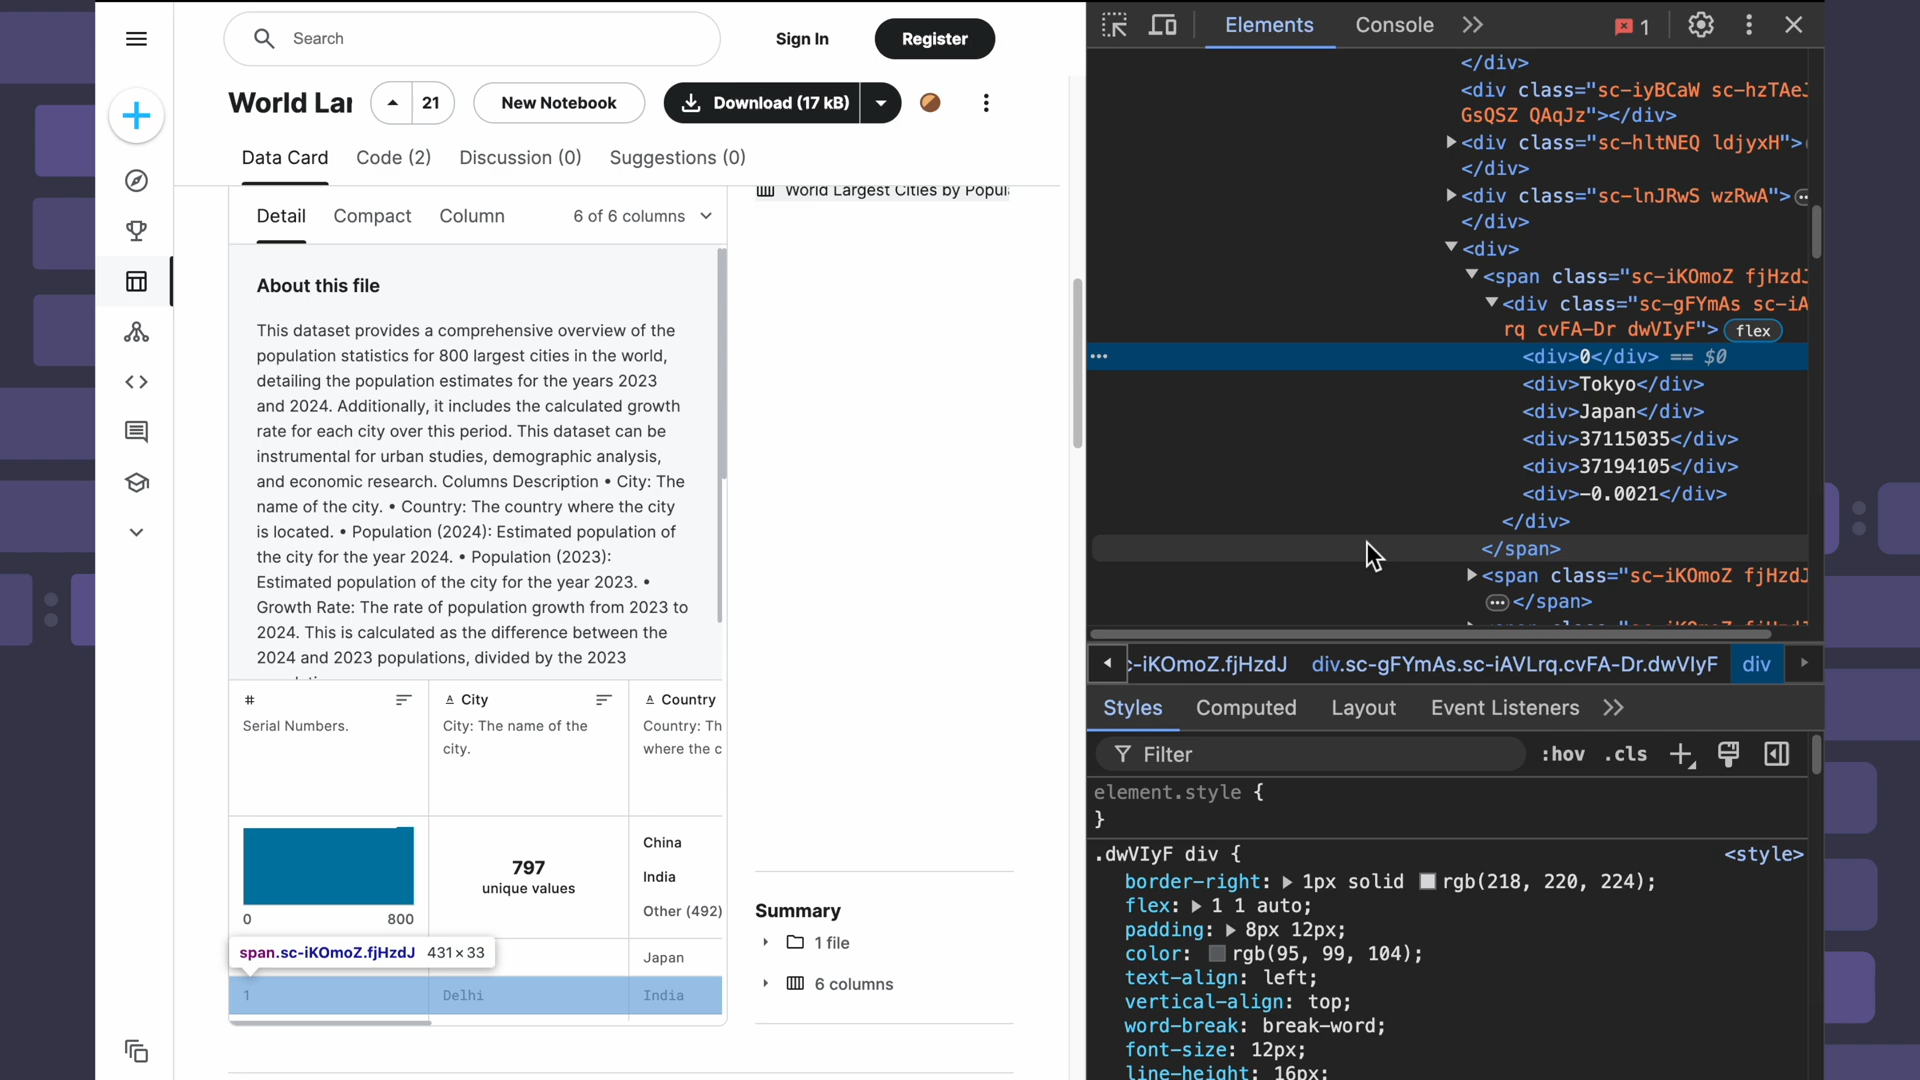 Search
Sign In
Register
World Lar
21
New Notebook
Download (17 kB)
Data Card
Code (2)
Discussion (0)
Suggestions (0)
World Largest Cities by Popul
Detail
Compact
Column
6 of 6 columns
About this file
This dataset provides a comprehensive overview of the
population statistics for 800 largest cities in the world,
detailing the population estimates for the years 2023
and 2024. Additionally, it includes the calculated growth
rate for each city over this period. This dataset can be
instrumental for urban studies, demographic analysis,
and economic research. Columns Description • City: The
name of the city. • Country: The country where the city
is located. • Population (2024): Estimated population of
the city for the year 2024. • Population (2023):
Estimated population of the city for the year 2023. •
Growth Rate: The rate of population growth from 2023 to
2024. This is calculated as the difference between the
2024 and 2023 populations, divided by the 2023
#
A City
A Country
Serial Numbers.
City: The name of the
city.
Country: Th
where the c
797
unique values
China
India
Other (492)
0
800
span.sc-iKOmoZ.fjHzdJ 431×33
Japan
1
Delhi
India
Summary
1 file
6 columns
Elements
Console
1
</div>
<div class="sc-iyBCaW sc-hzTAeJ
GsQSZ QAqJz"></div>
<div class="sc-hltNEQ ldjyxH">
</div>
<div class="sc-lnJRwS wzRwA">
</div>
<div>
<span class="sc-iKOmoZ fjHzdJ
<div class="sc-gFYmAs sc-iA
rq cvFA-Dr dwVIyF"> flex
<div>0</div> == $0
<div>Tokyo</div>
<div>Japan</div>
<div>37115035</div>
<div>37194105</div>
<div>-0.0021</div>
</div>
</span>
<span class="sc-iKOmoZ fjHzdJ
</span>
-iKOmoZ.fjHzdJ
div.sc-gFYmAs.sc-iAVLrq.cvFA-Dr.dwVIyF
div
Styles
Computed
Layout
Event Listeners
Filter
:hov
.cls
element.style {
}
.dwVIyF div {
<style>
border-right: 1px solid rgb(218, 220, 224);
flex: 1 1 auto;
padding: 8px 12px;
color: rgb(95, 99, 104);
text-align: left;
vertical-align: top;
word-break: break-word;
font-size: 12px;
line-height: 16px;